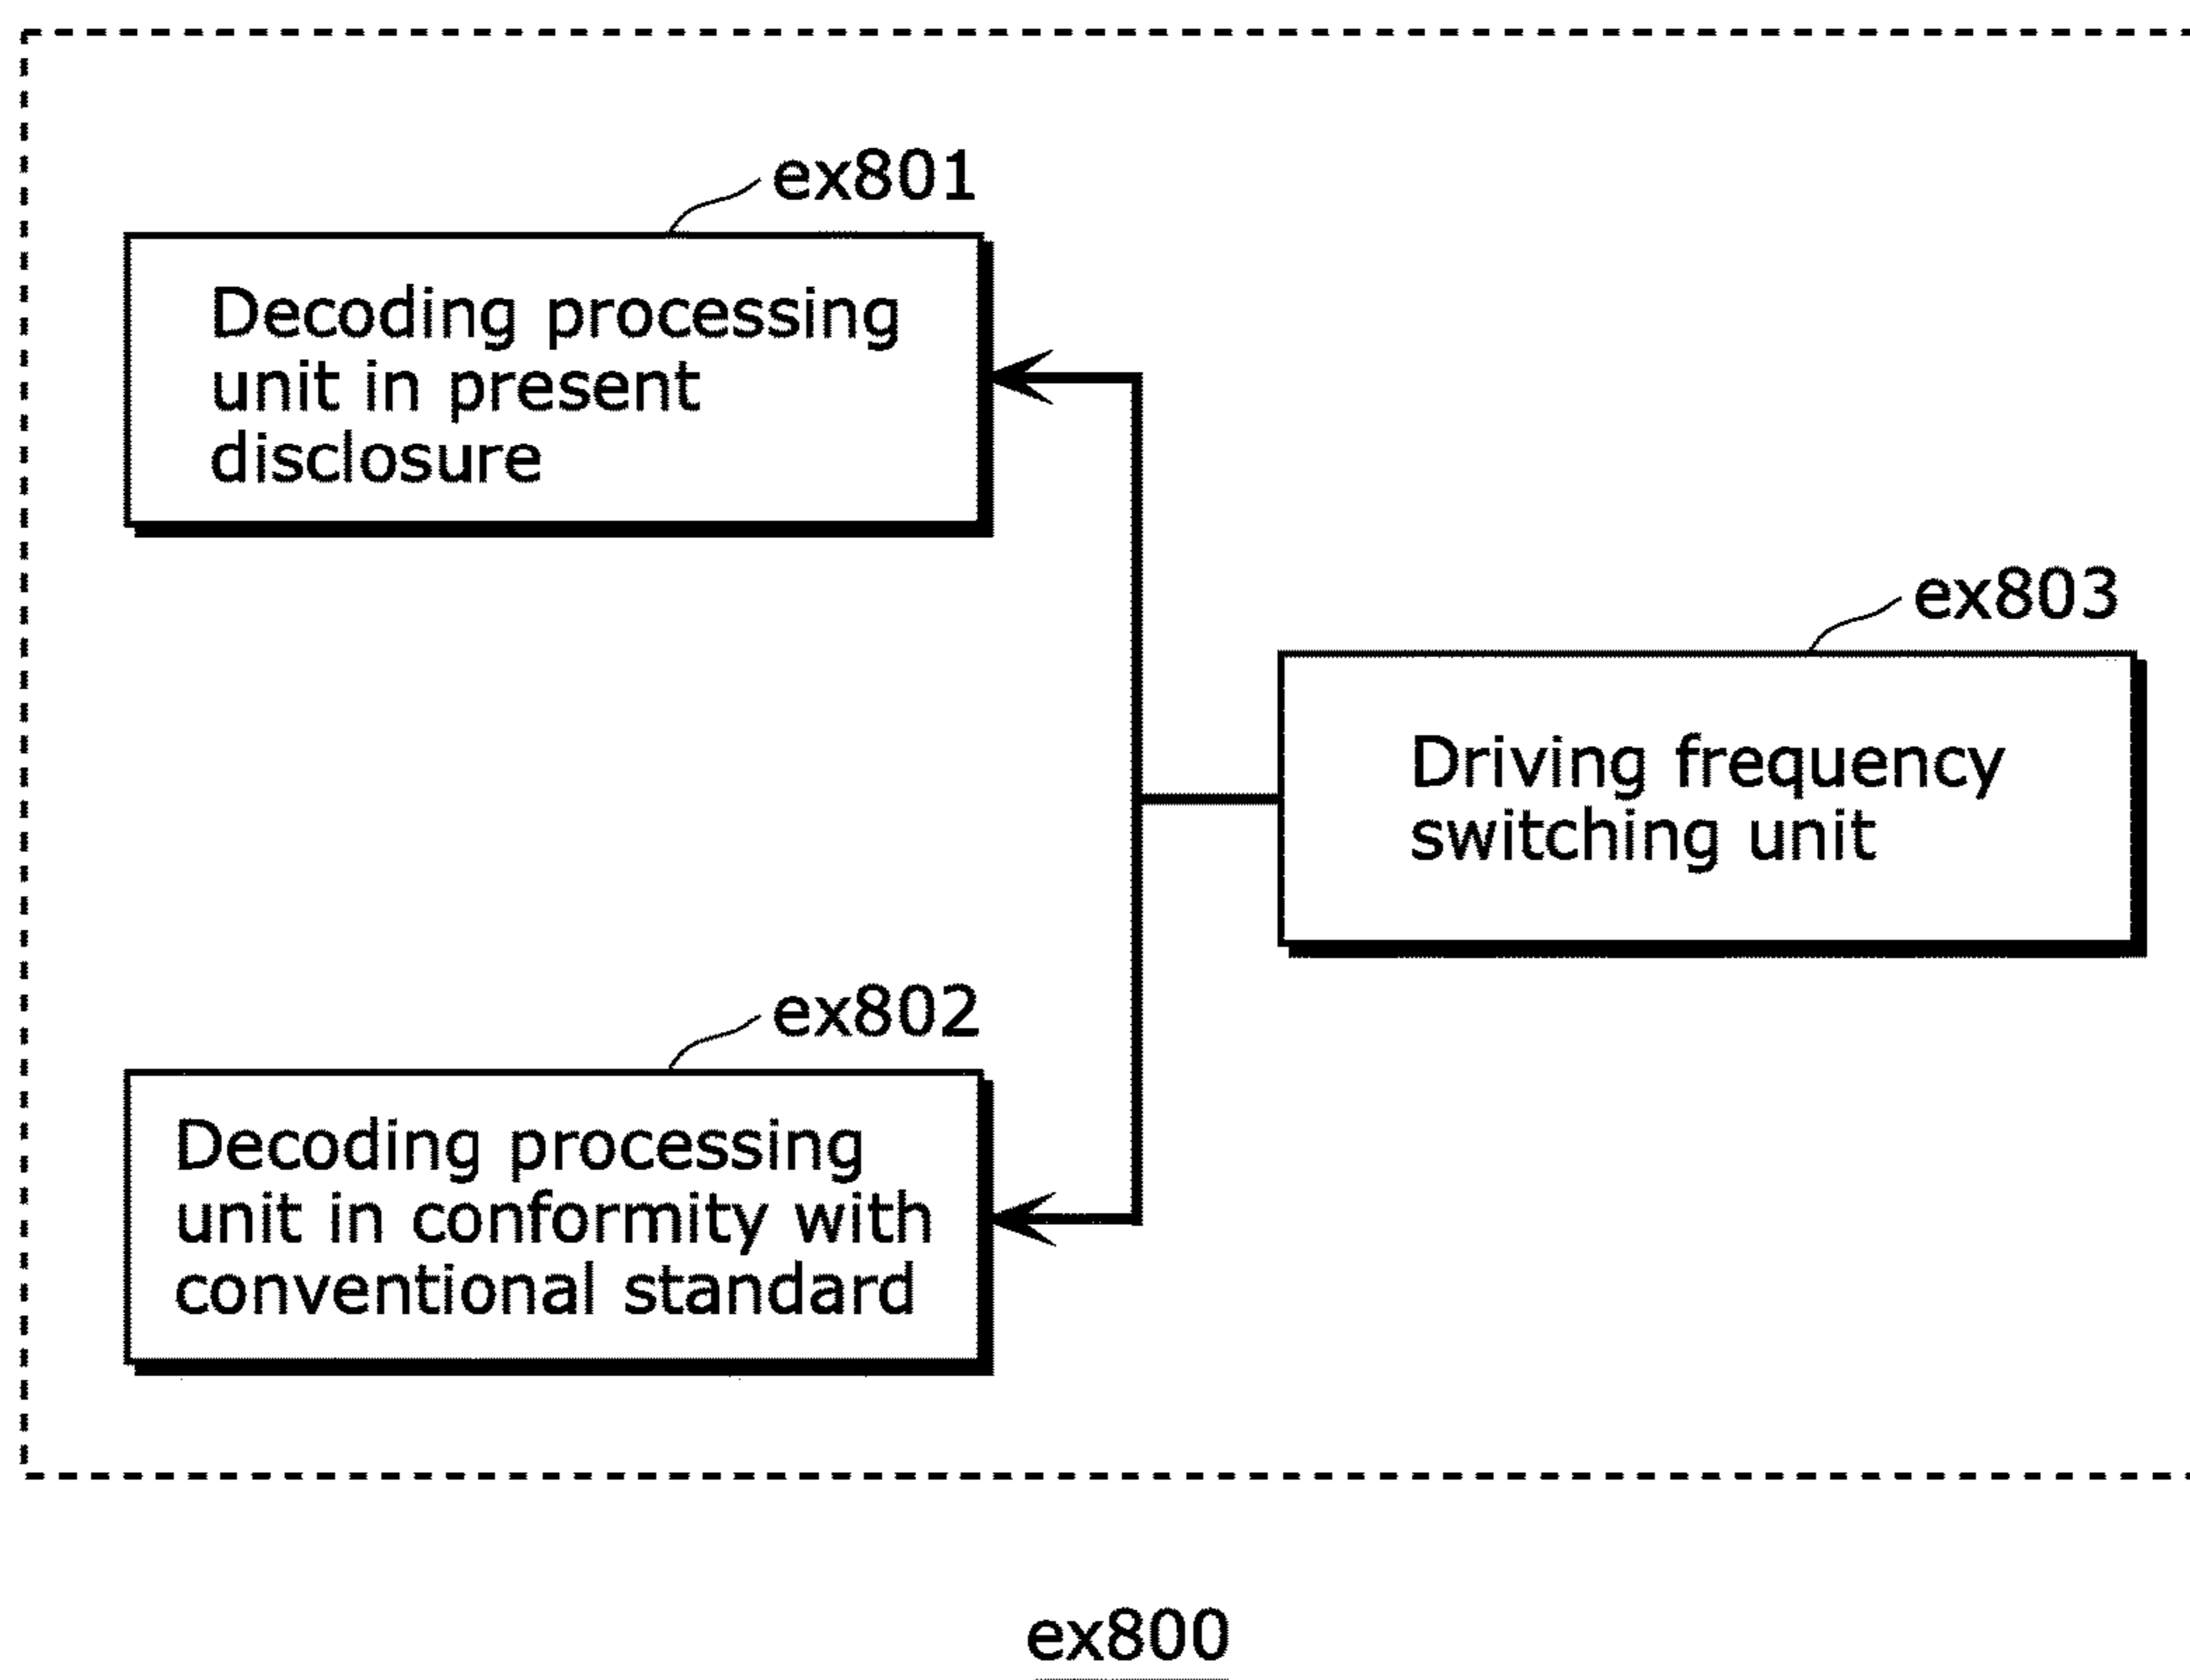 ex801
Decoding processing
unit in present
disclosure
ex803
Driving frequency
switching unit
ex802
Decoding processing
unit in conformity with
conventional standard
ex800